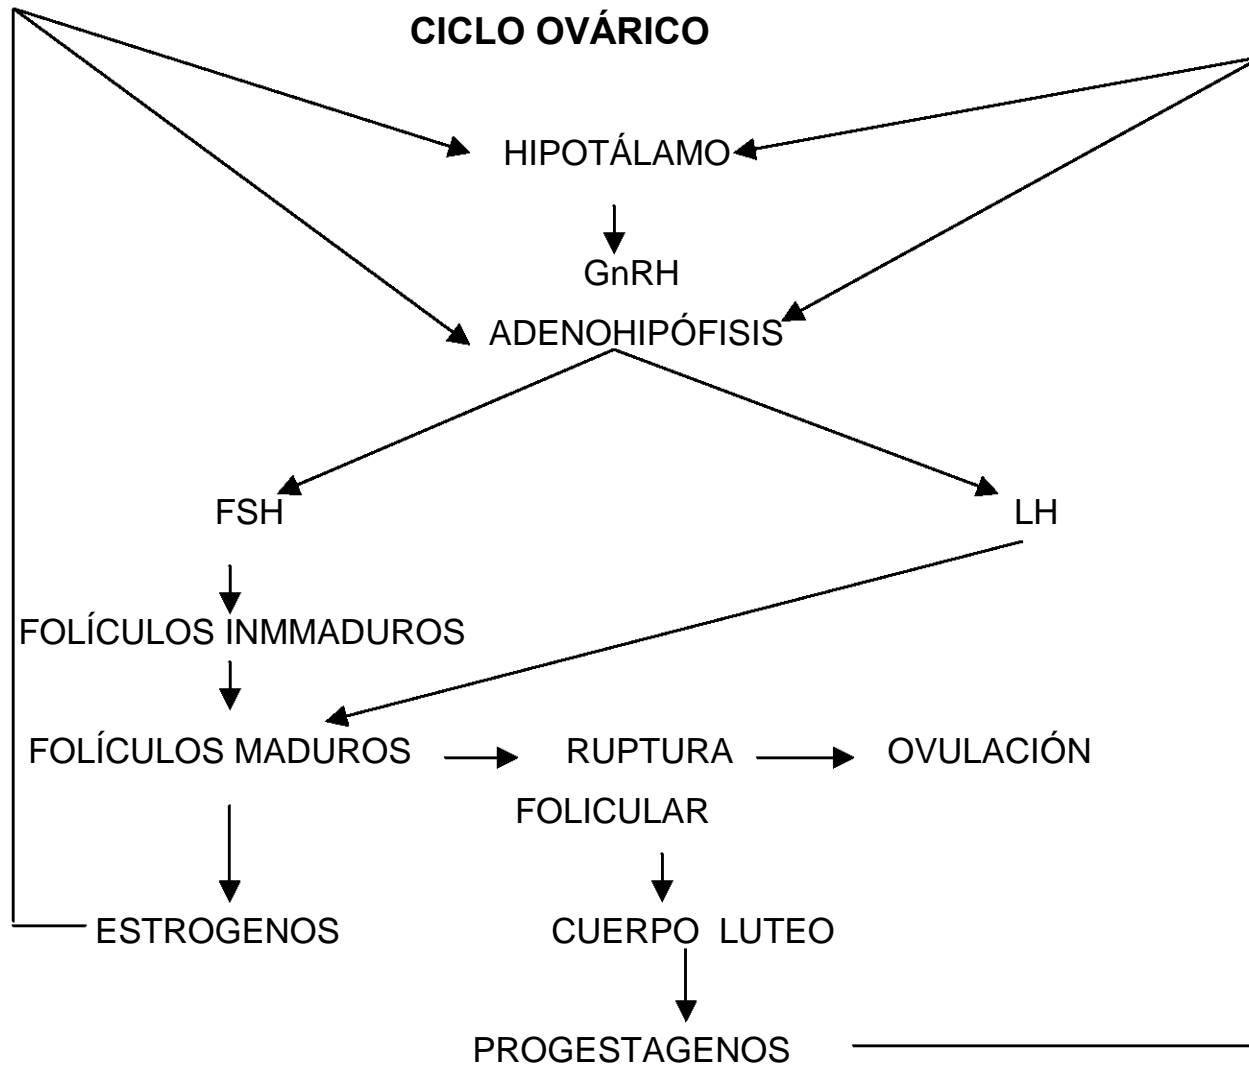 CICLO OVÁRICO
HIPOTÁLAMO
GnRH
ADENOHIPÓFISIS
FSH LH
FOLÍCULOS INMMADUROS
FOLÍCULOS MADUROS RUPTURA OVULACIÓN
FOLICULAR
ESTROGENOS CUERPO LUTEO
PROGESTAGENOS